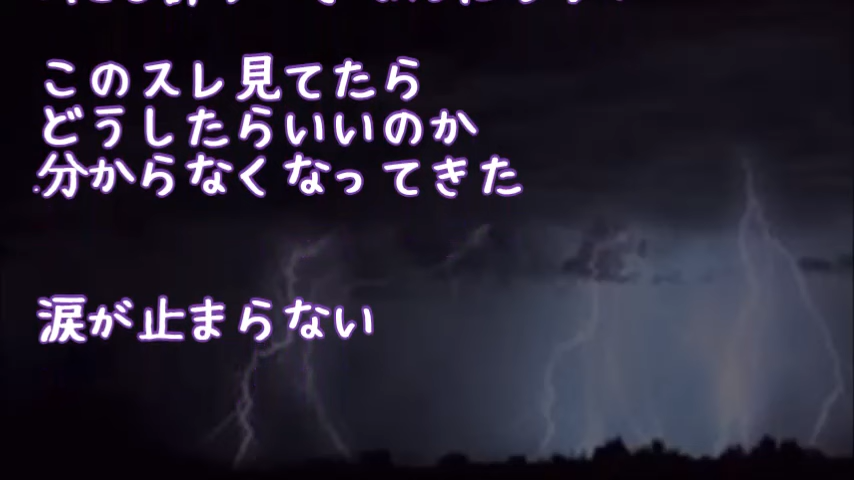 このスレ見てたら
どうしたらいいのか
分からなくなってきた
涙が止まらない